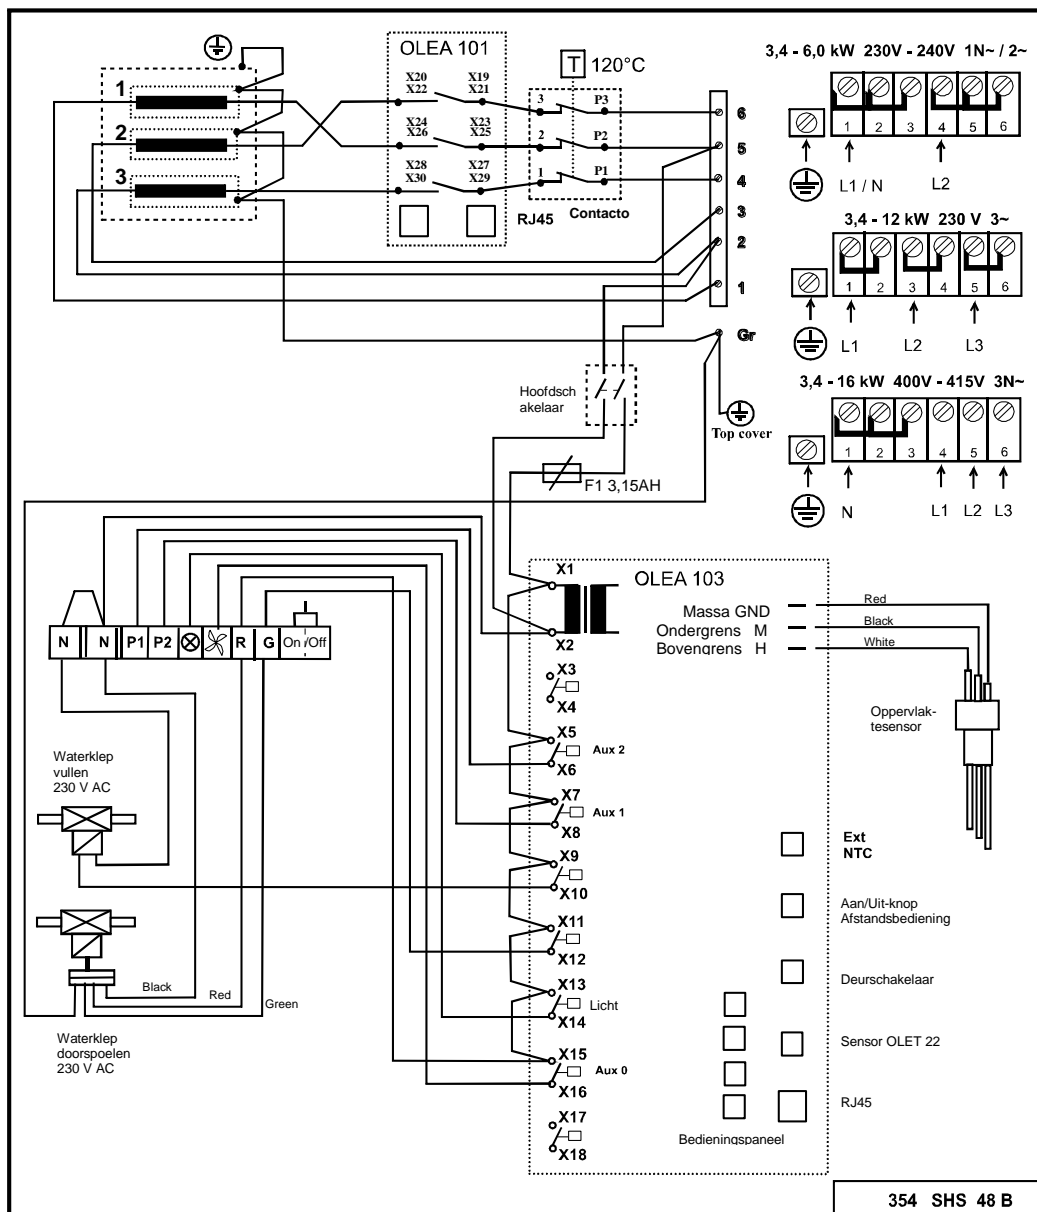 OLEA 101
T 120°C
1
2
3
X20 X19
X22 X21
X24 X23
X26 X25
X28 X27
X30 X29
3 P3
2 P2
1 P1
RJ45
Contacto
6
5
4
3
2
1
Gr
Top cover
Hoofdsch
akelaar
F1 3,15AH
3,4 - 6,0 kW 230V - 240V 1N~ / 2~
1 2 3 4 5 6
L1 / N L2
3,4 - 12 kW 230 V 3~
1 2 3 4 5 6
L1 L2 L3
3,4 - 16 kW 400V - 415V 3N~
1 2 3 4 5 6
N L1 L2 L3
N N P1 P2 R G On /Off
Waterklep
vullen
230 V AC
Black
Red
Green
Waterklep
doorspoelen
230 V AC
OLEA 103
X1
X2
X3
X4
X5
Aux 2
X6
X7
Aux 1
X8
X9
X10
X11
X12
X13
Licht
X14
X15
Aux 0
X16
X17
X18
Massa GND
Ondergrens M
Bovengrens H
Red
Black
White
Oppervlak-
tesensor
Ext
NTC
Aan/Uit-knop
Afstandsbediening
Deurschakelaar
Sensor OLET 22
RJ45
Bedieningspaneel
354 SHS 48 B